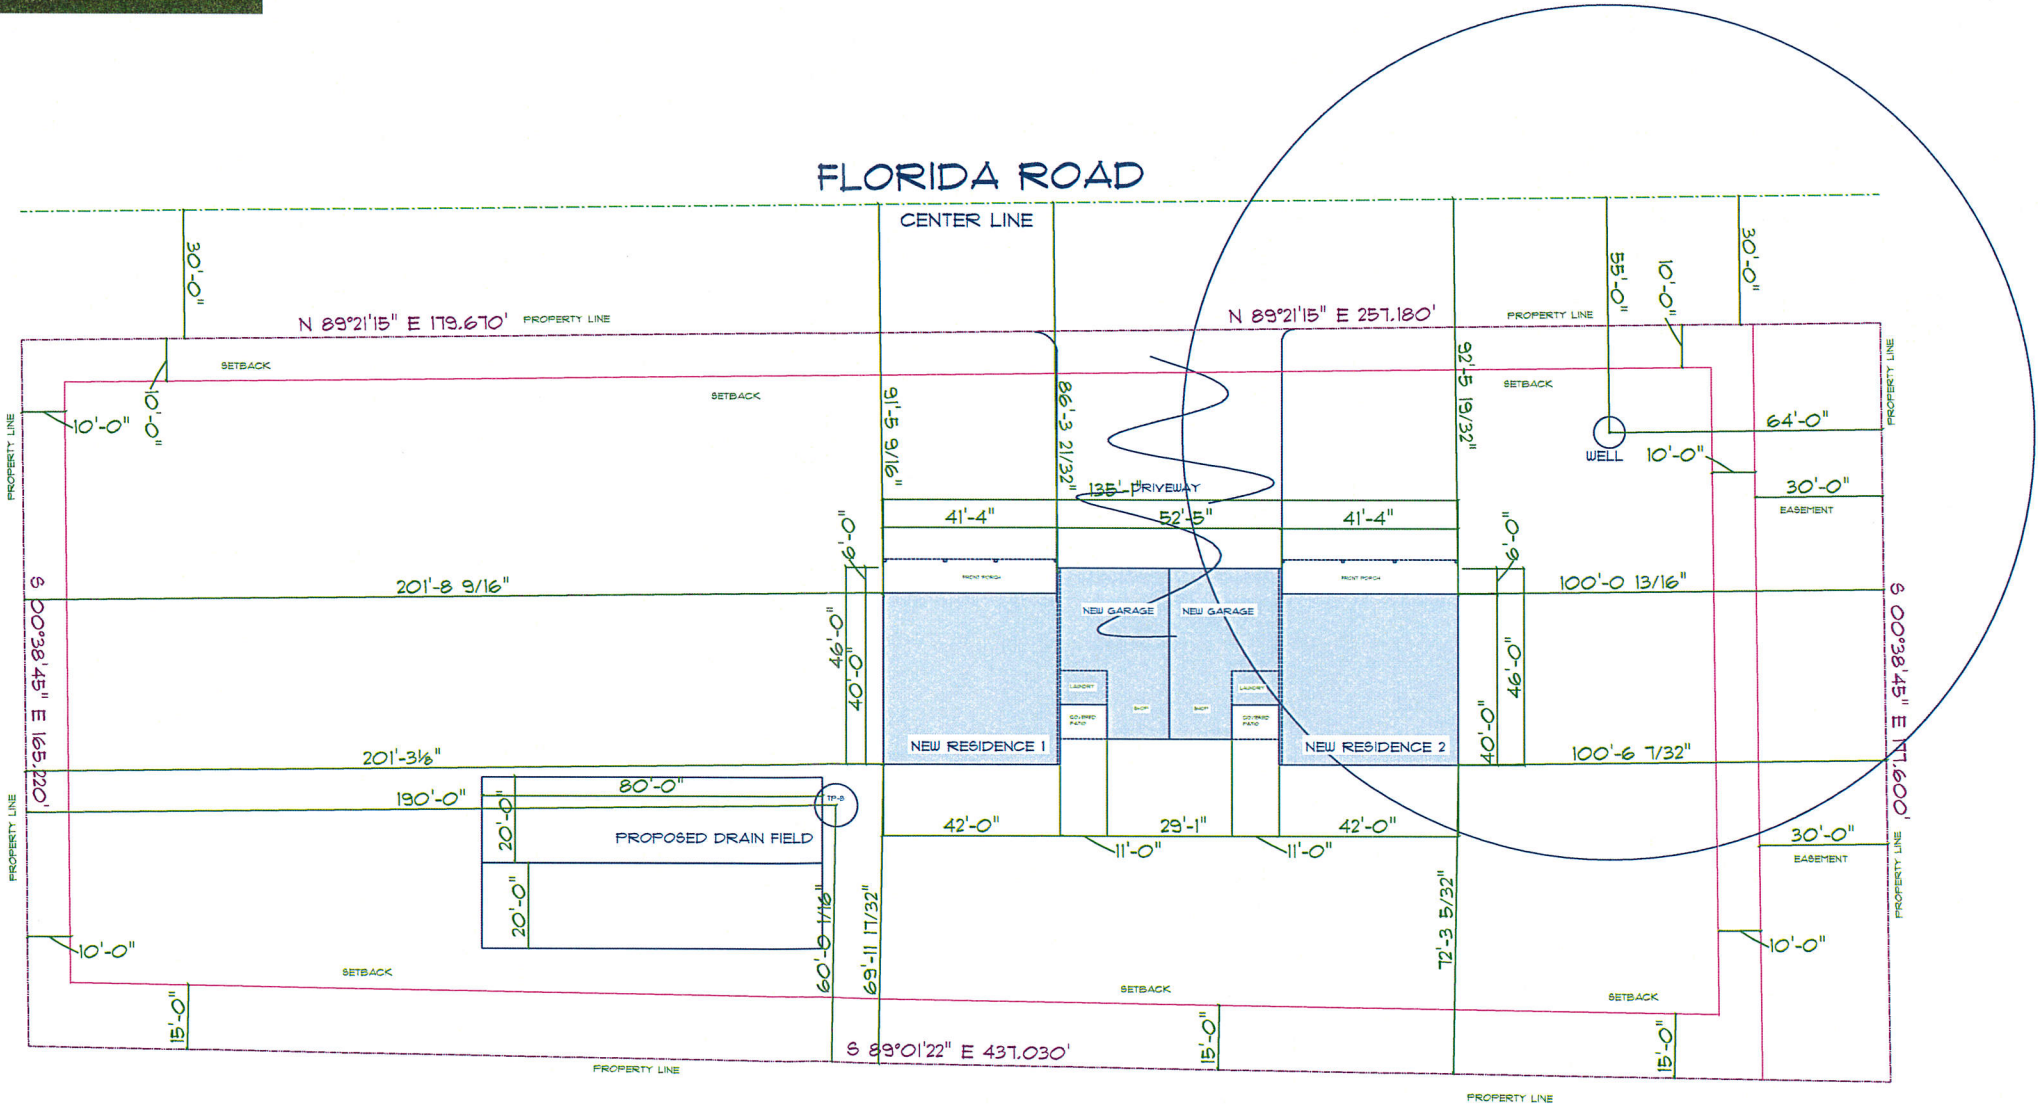 FLORIDA ROAD
CENTER LINE
30'-0"
55'-0"
10'-0"
30'-0"
N 89°21'15" E 179.670'
PROPERTY LINE
N 89°21'15" E 257.180'
PROPERTY LINE
SETBACK
SETBACK
SETBACK
10'-0"
10'-0"
PROPERTY LINE
PROPERTY LINE
91'-5 9/16"
86'-3 21/32"
92'-5 19/32"
64'-0"
WELL
10'-0"
30'-0"
EASEMENT
135'-1"
DRIVEWAY
41'-4"
52'-5"
41'-4"
6'-0"
6'-0"
FRONT PORCH
FRONT PORCH
201'-8 9/16"
100'-0 13/16"
S 00°38'45" E 165.220'
S 00°38'45" E 177.600'
NEW GARAGE
NEW GARAGE
46'-0"
40'-0"
46'-0"
40'-0"
LAUNDRY
LAUNDRY
COVERED PATIO
SHOP
SHOP
COVERED PATIO
NEW RESIDENCE 1
NEW RESIDENCE 2
201'-3⅛"
100'-6 7/32"
190'-0"
80'-0"
TP-B
20'-0"
PROPOSED DRAIN FIELD
42'-0"
29'-1"
42'-0"
11'-0"
11'-0"
30'-0"
EASEMENT
PROPERTY LINE
PROPERTY LINE
20'-0"
60'-0 1/16"
69'-11 17/32"
72'-3 5/32"
10'-0"
10'-0"
SETBACK
SETBACK
SETBACK
15'-0"
15'-0"
15'-0"
S 89°01'22" E 437.030'
PROPERTY LINE
PROPERTY LINE